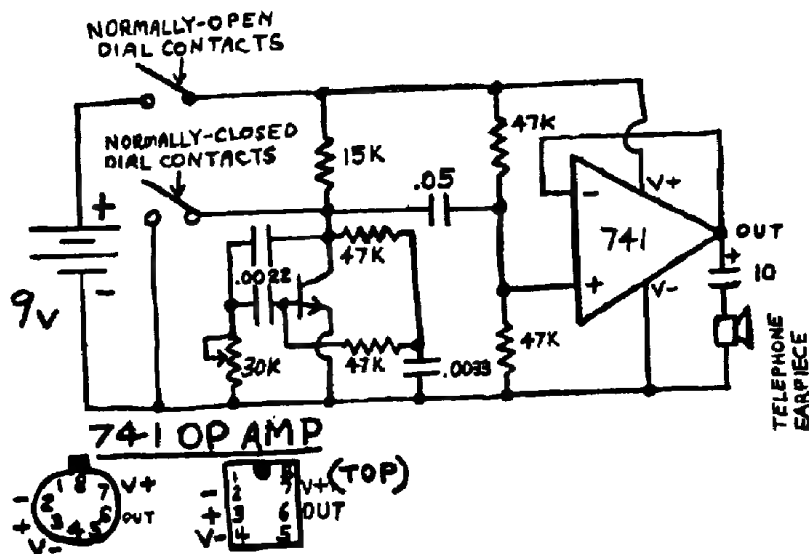 NORMALLY-OPEN
DIAL CONTACTS
NORMALLY-CLOSED
DIAL CONTACTS
15K
47K
.05
741
-
+
V+
V-
OUT
+
10
+
-
9V
.0022
47K
30K
47K
.0033
47K
TELEPHONE
EARPIECE
741 OP AMP
(TOP)
1 8 7 V+
- 2 6 OUT
+ 3 4 5
V-
1 8
- 2 7 V+
+ 3 6 OUT
V- 4 5